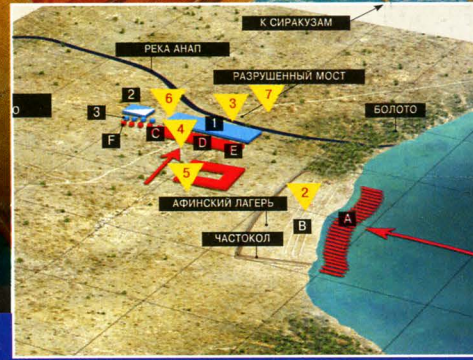 К СИРАКУЗАМ
РЕКА АНАП
РАЗРУШЕННЫЙ МОСТ
2
6
3
7
3
1
БОЛОТО
F
C
4
D
E
5
АФИНСКИЙ ЛАГЕРЬ
2
B
A
ЧАСТОКОЛ